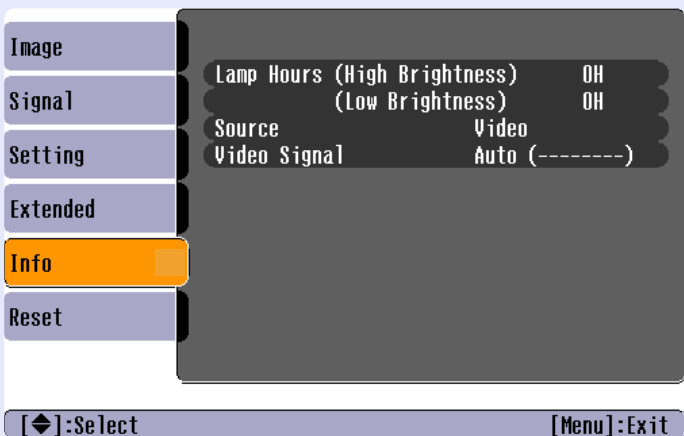 Image
Signal
Setting
Extended
Info
Reset
Lamp Hours (High Brightness) 0H
(Low Brightness) 0H
Source Video
Video Signal Auto (--------)
[◆]:Select [Menu]:Exit